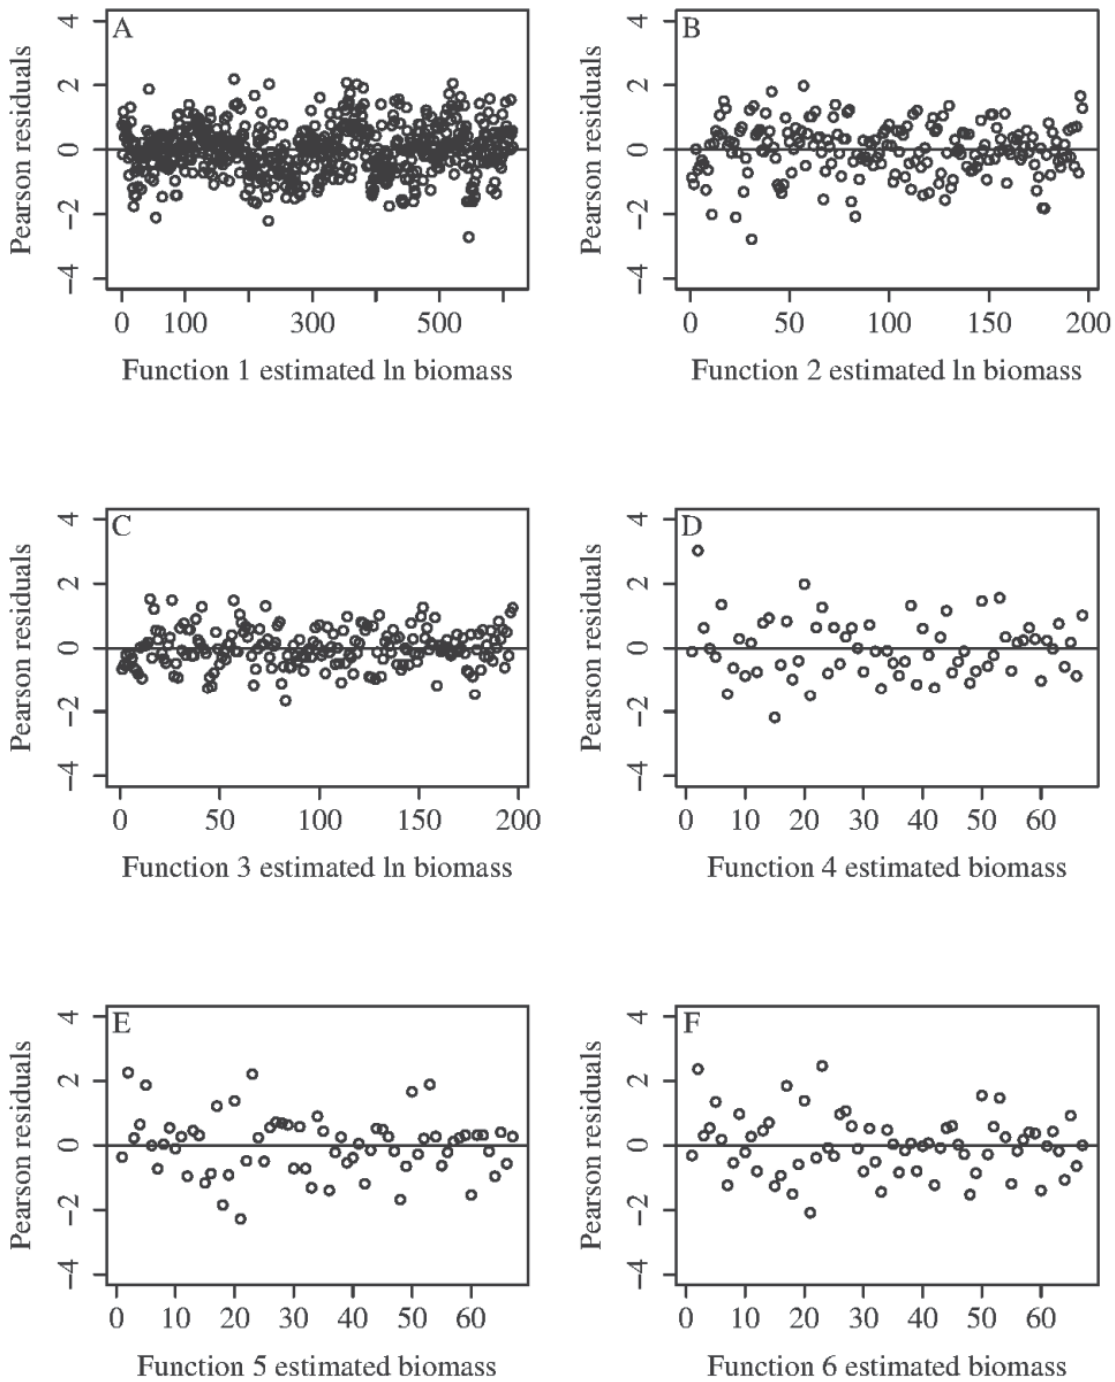 A
Pearson residuals
4
2
0
−2
−4
0 100 300 500
Function 1 estimated ln biomass
B
Pearson residuals
4
2
0
−2
−4
0 50 100 150 200
Function 2 estimated ln biomass
C
Pearson residuals
4
2
0
−2
−4
0 50 100 150 200
Function 3 estimated ln biomass
D
Pearson residuals
4
2
0
−2
−4
0 10 20 30 40 50 60
Function 4 estimated biomass
E
Pearson residuals
4
2
0
−2
−4
0 10 20 30 40 50 60
Function 5 estimated biomass
F
Pearson residuals
4
2
0
−2
−4
0 10 20 30 40 50 60
Function 6 estimated biomass